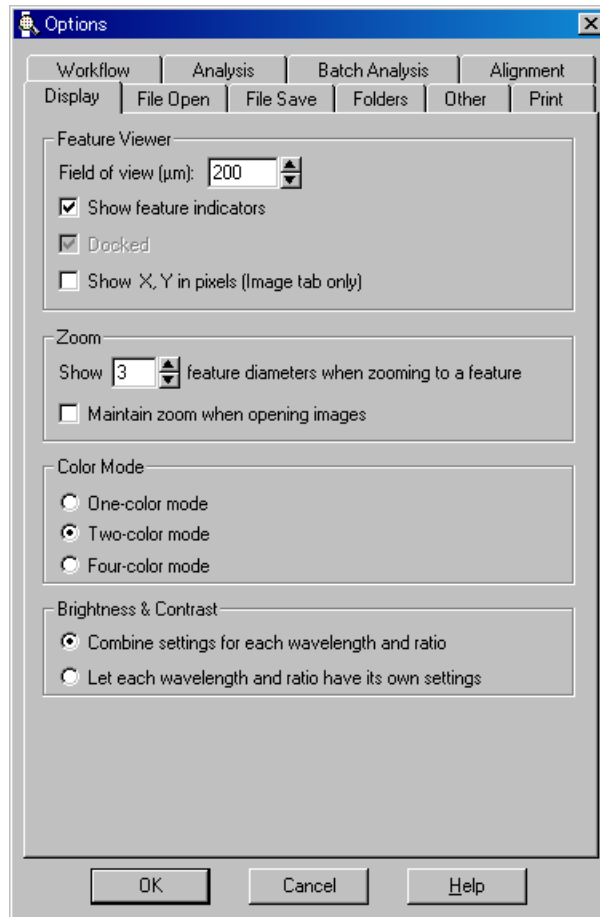 Options
Workflow Analysis Batch Analysis Alignment
Display File Open File Save Folders Other Print
Feature Viewer
Field of view (µm): 200
Show feature indicators
Docked
Show X, Y in pixels (Image tab only)
Zoom
Show 3 feature diameters when zooming to a feature
Maintain zoom when opening images
Color Mode
One-color mode
Two-color mode
Four-color mode
Brightness & Contrast
Combine settings for each wavelength and ratio
Let each wavelength and ratio have its own settings
OK Cancel Help